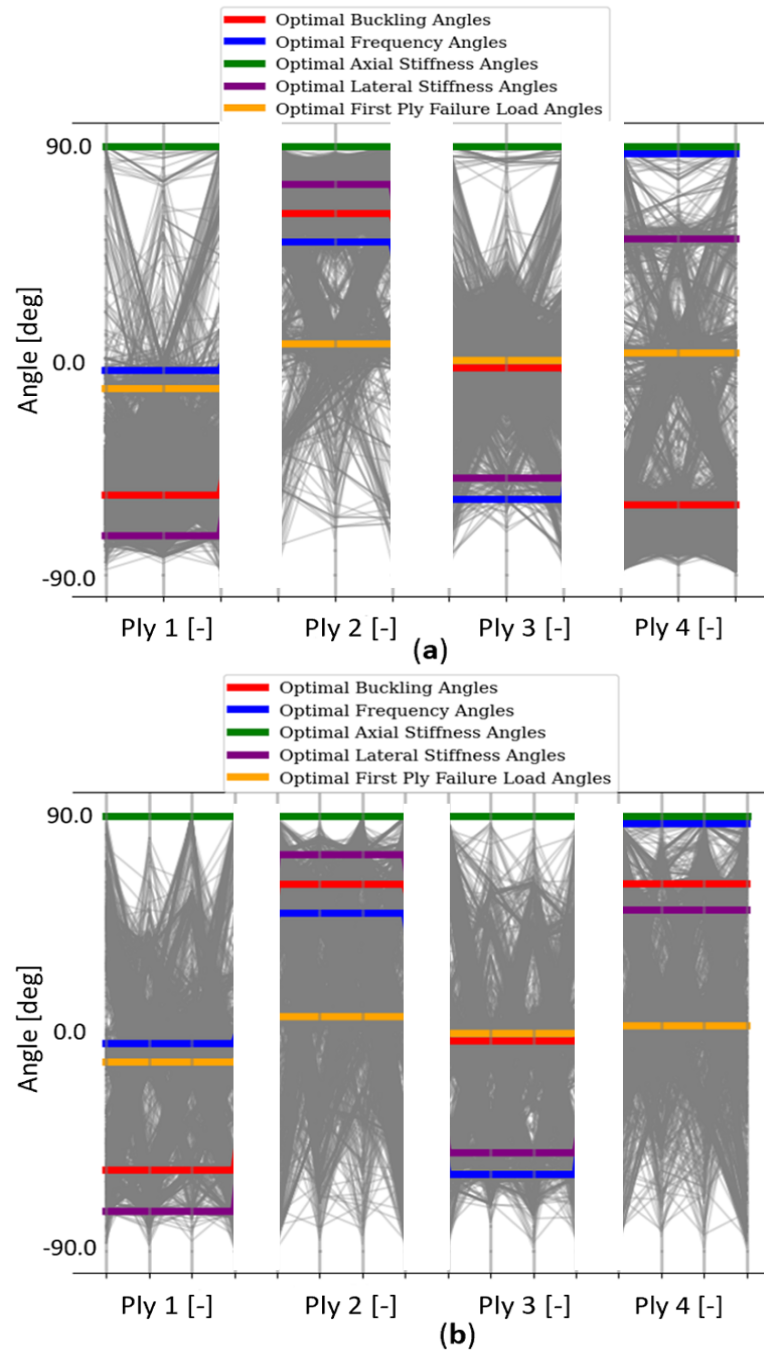 Optimal Buckling Angles
Optimal Frequency Angles
Optimal Axial Stiffness Angles
Optimal Lateral Stiffness Angles
Optimal First Ply Failure Load Angles
90.0
0.0
-90.0
Angle [deg]
Ply 1 [-] Ply 2 [-] Ply 3 [-] Ply 4 [-]
(a)
Optimal Buckling Angles
Optimal Frequency Angles
Optimal Axial Stiffness Angles
Optimal Lateral Stiffness Angles
Optimal First Ply Failure Load Angles
90.0
0.0
-90.0
Angle [deg]
Ply 1 [-] Ply 2 [-] Ply 3 [-] Ply 4 [-]
(b)